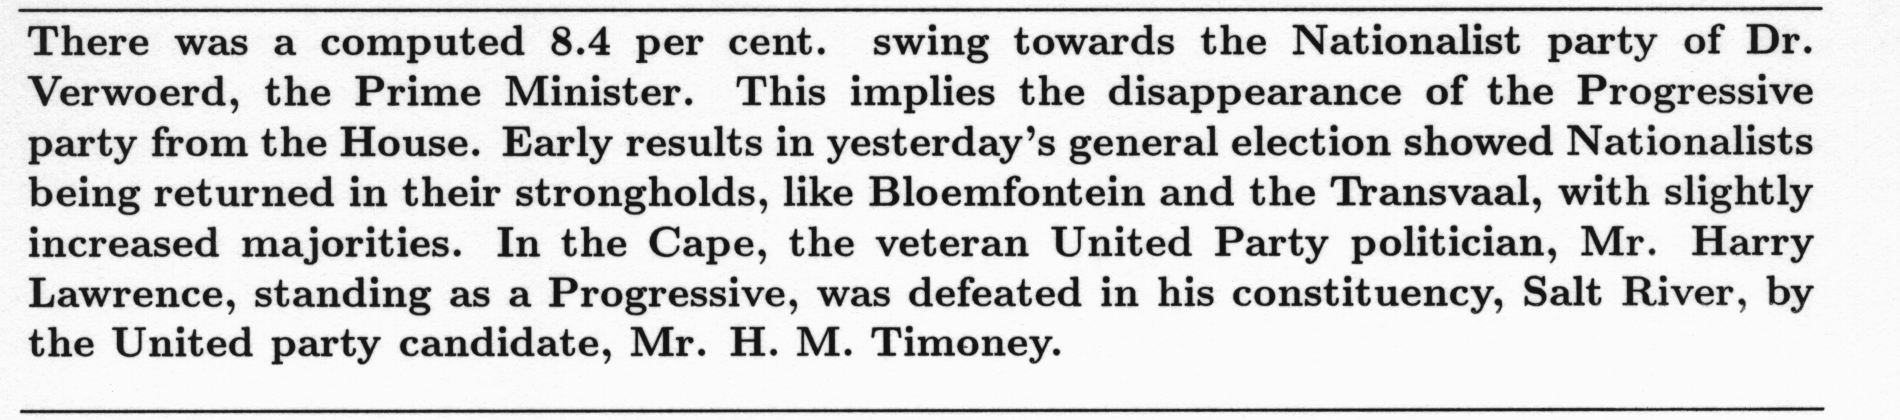 There was a computed 8.4 per cent. swing towards the Nationalist party of Dr.
Verwoerd, the Prime Minister. This implies the disappearance of the Progressive
party from the House. Early results in yesterday's general election showed Nationalists
being returned in their strongholds, like Bloemfontein and the Transvaal, with slightly
increased majorities. In the Cape, the veteran United Party politician, Mr. Harry
Lawrence, standing as a Progressive, was defeated in his constituency, Salt River, by
the United party candidate, Mr. H. M. Timoney.